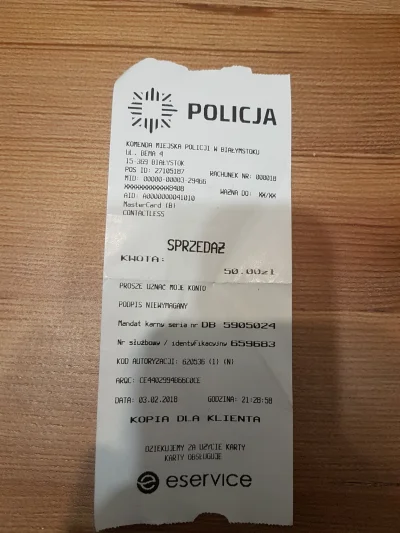 POLICJA
KOMENDA MIEJSKA POLICJI W BIAŁYMSTOKU
UL. BEMA 4
15-369 BIAŁYSTOK
POS ID: 27105187 RACHUNEK NR: 000018
MID: 00000-00003-29466
XXXXXXXXXXXX8408 WAŻNA DO: XX/XX
AID: A0000000041010
MasterCard (B)
CONTACTLESS
SPRZEDAŻ
KWOTA:
50.00zł
PROSZE UZNAĆ MOJE KONTO
PODPIS NIEWYMAGANY
Mandat karny seria nr DB 5905024
Nr służbowy / identyfikacyjny 659683
KOD AUTORYZACJI: 620536 (1) (N)
ARQC: CE4402994B66C0CE
DATA: 03.02.2018 GODZINA: 21:28:58
KOPIA DLA KLIENTA
DZIĘKUJEMY ZA UŻYCIE KARTY
KARTY OBSŁUGUJE
eservice